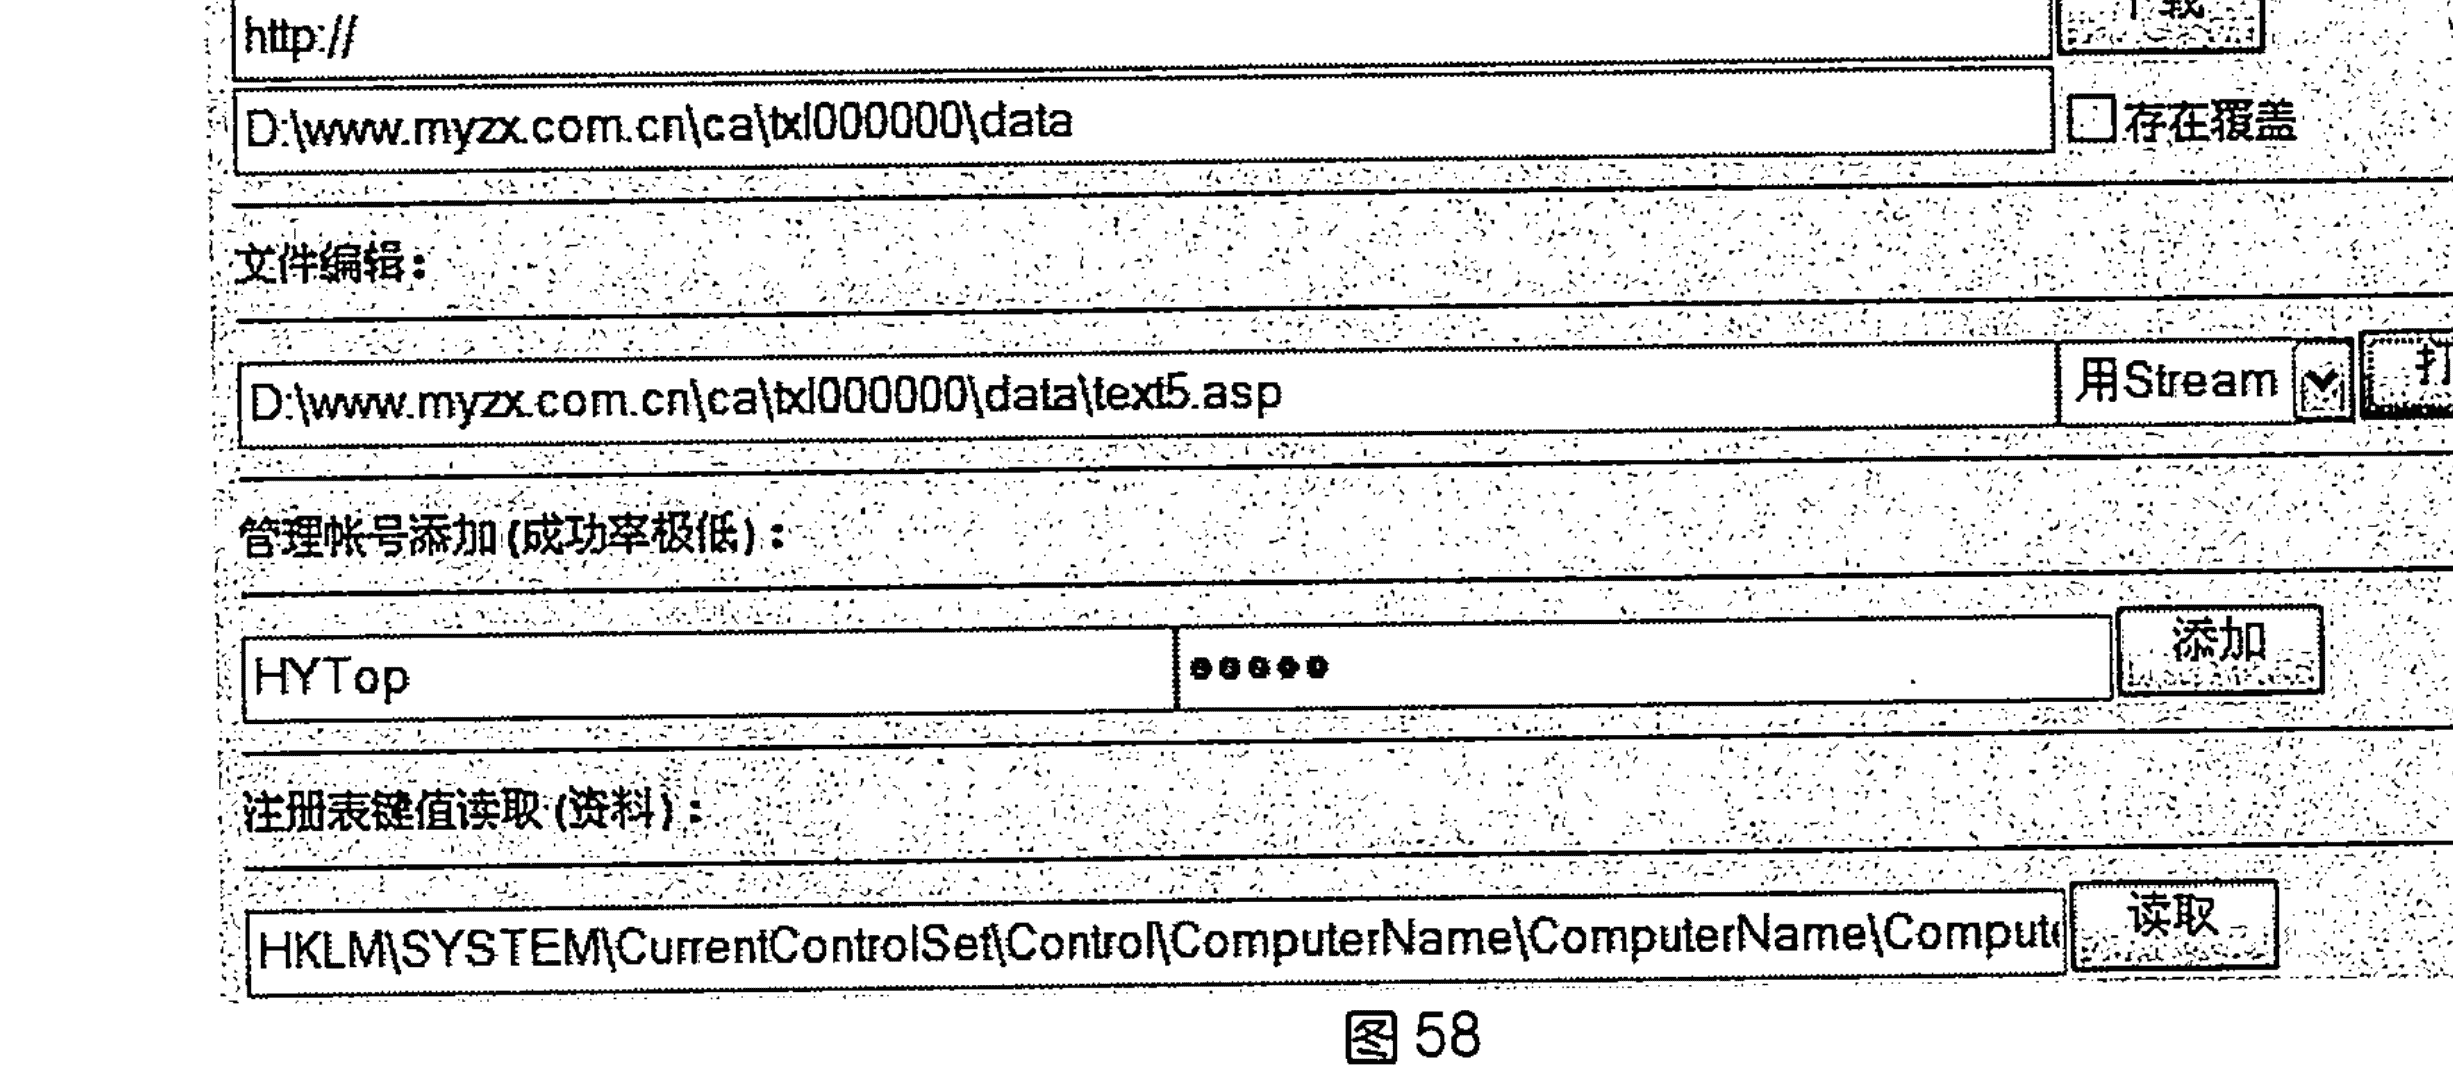 http:// 下载
D:\www.myzx.com.cn\ca\txl000000\data 存在覆盖
文件编辑：
D:\www.myzx.com.cn\ca\txl000000\data\text5.asp 用Stream
管理帐号添加(成功率极低)：
HYTop ●●●●● 添加
注册表键值读取(资料)：
HKLM\SYSTEM\CurrentControlSet\Control\ComputerName\ComputerName\Compute 读取
图 58